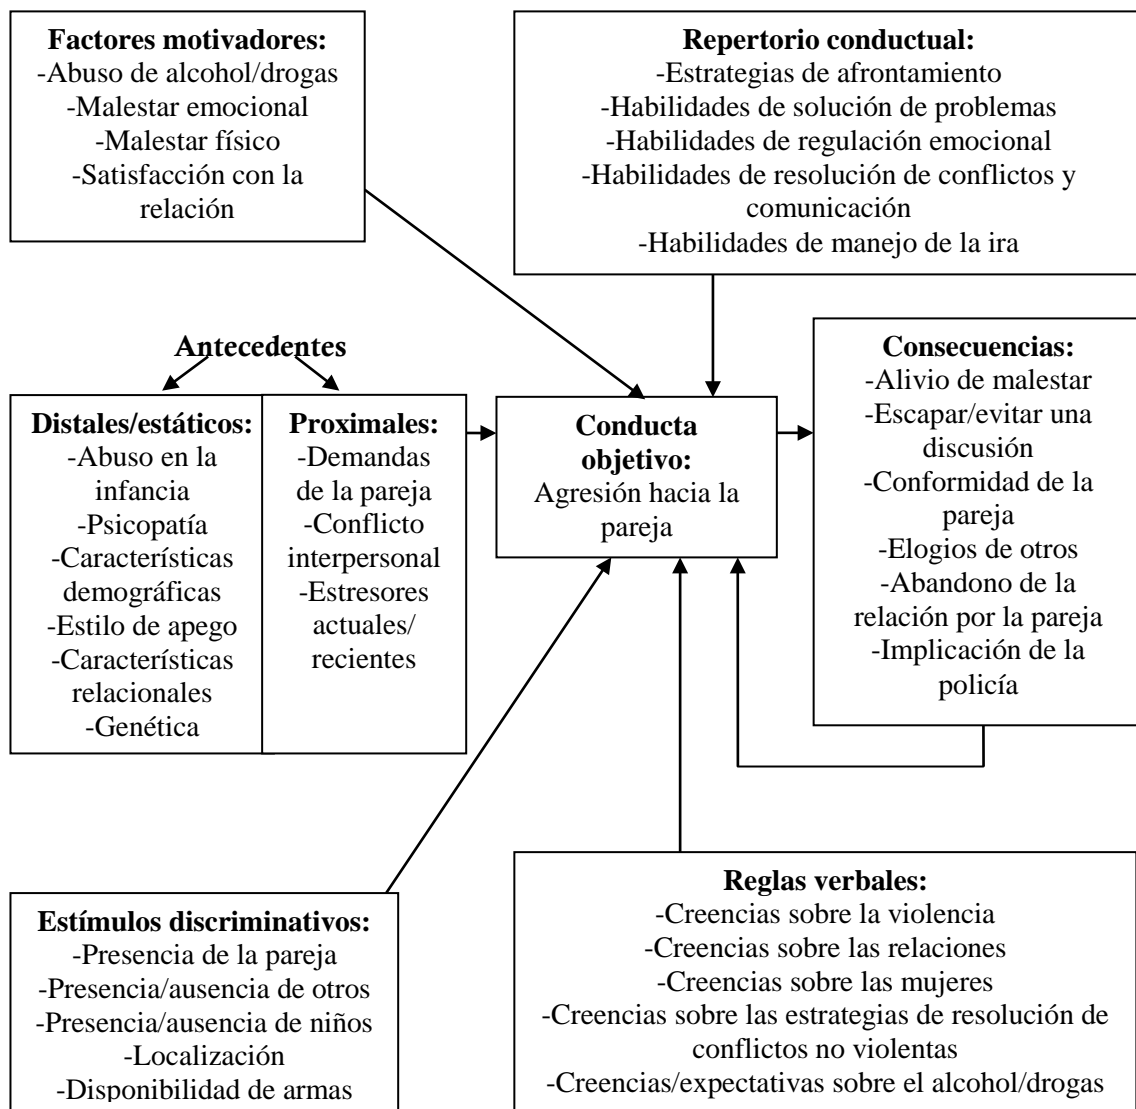 Factores motivadores:
-Abuso de alcohol/drogas
-Malestar emocional
-Malestar físico
-Satisfacción con la
relación
Repertorio conductual:
-Estrategias de afrontamiento
-Habilidades de solución de problemas
-Habilidades de regulación emocional
-Habilidades de resolución de conflictos y
comunicación
-Habilidades de manejo de la ira
Antecedentes
Distales/estáticos:
-Abuso en la
infancia
-Psicopatía
-Característícas
demográficas
-Estilo de apego
-Características
relacionales
-Genética
Proximales:
-Demandas
de la pareja
-Conflicto
interpersonal
-Estresores
actuales/
recientes
Conducta
objetivo:
Agresión hacia la
pareja
Consecuencias:
-Alivio de malestar
-Escapar/evitar una
discusión
-Conformidad de la
pareja
-Elogios de otros
-Abandono de la
relación por la pareja
-Implicación de la
policía
Estímulos discriminativos:
-Presencia de la pareja
-Presencia/ausencia de otros
-Presencia/ausencia de niños
-Localización
-Disponibilidad de armas
Reglas verbales:
-Creencias sobre la violencia
-Creencias sobre las relaciones
-Creencias sobre las mujeres
-Creencias sobre las estrategias de resolución de
conflictos no violentas
-Creencias/expectativas sobre el alcohol/drogas